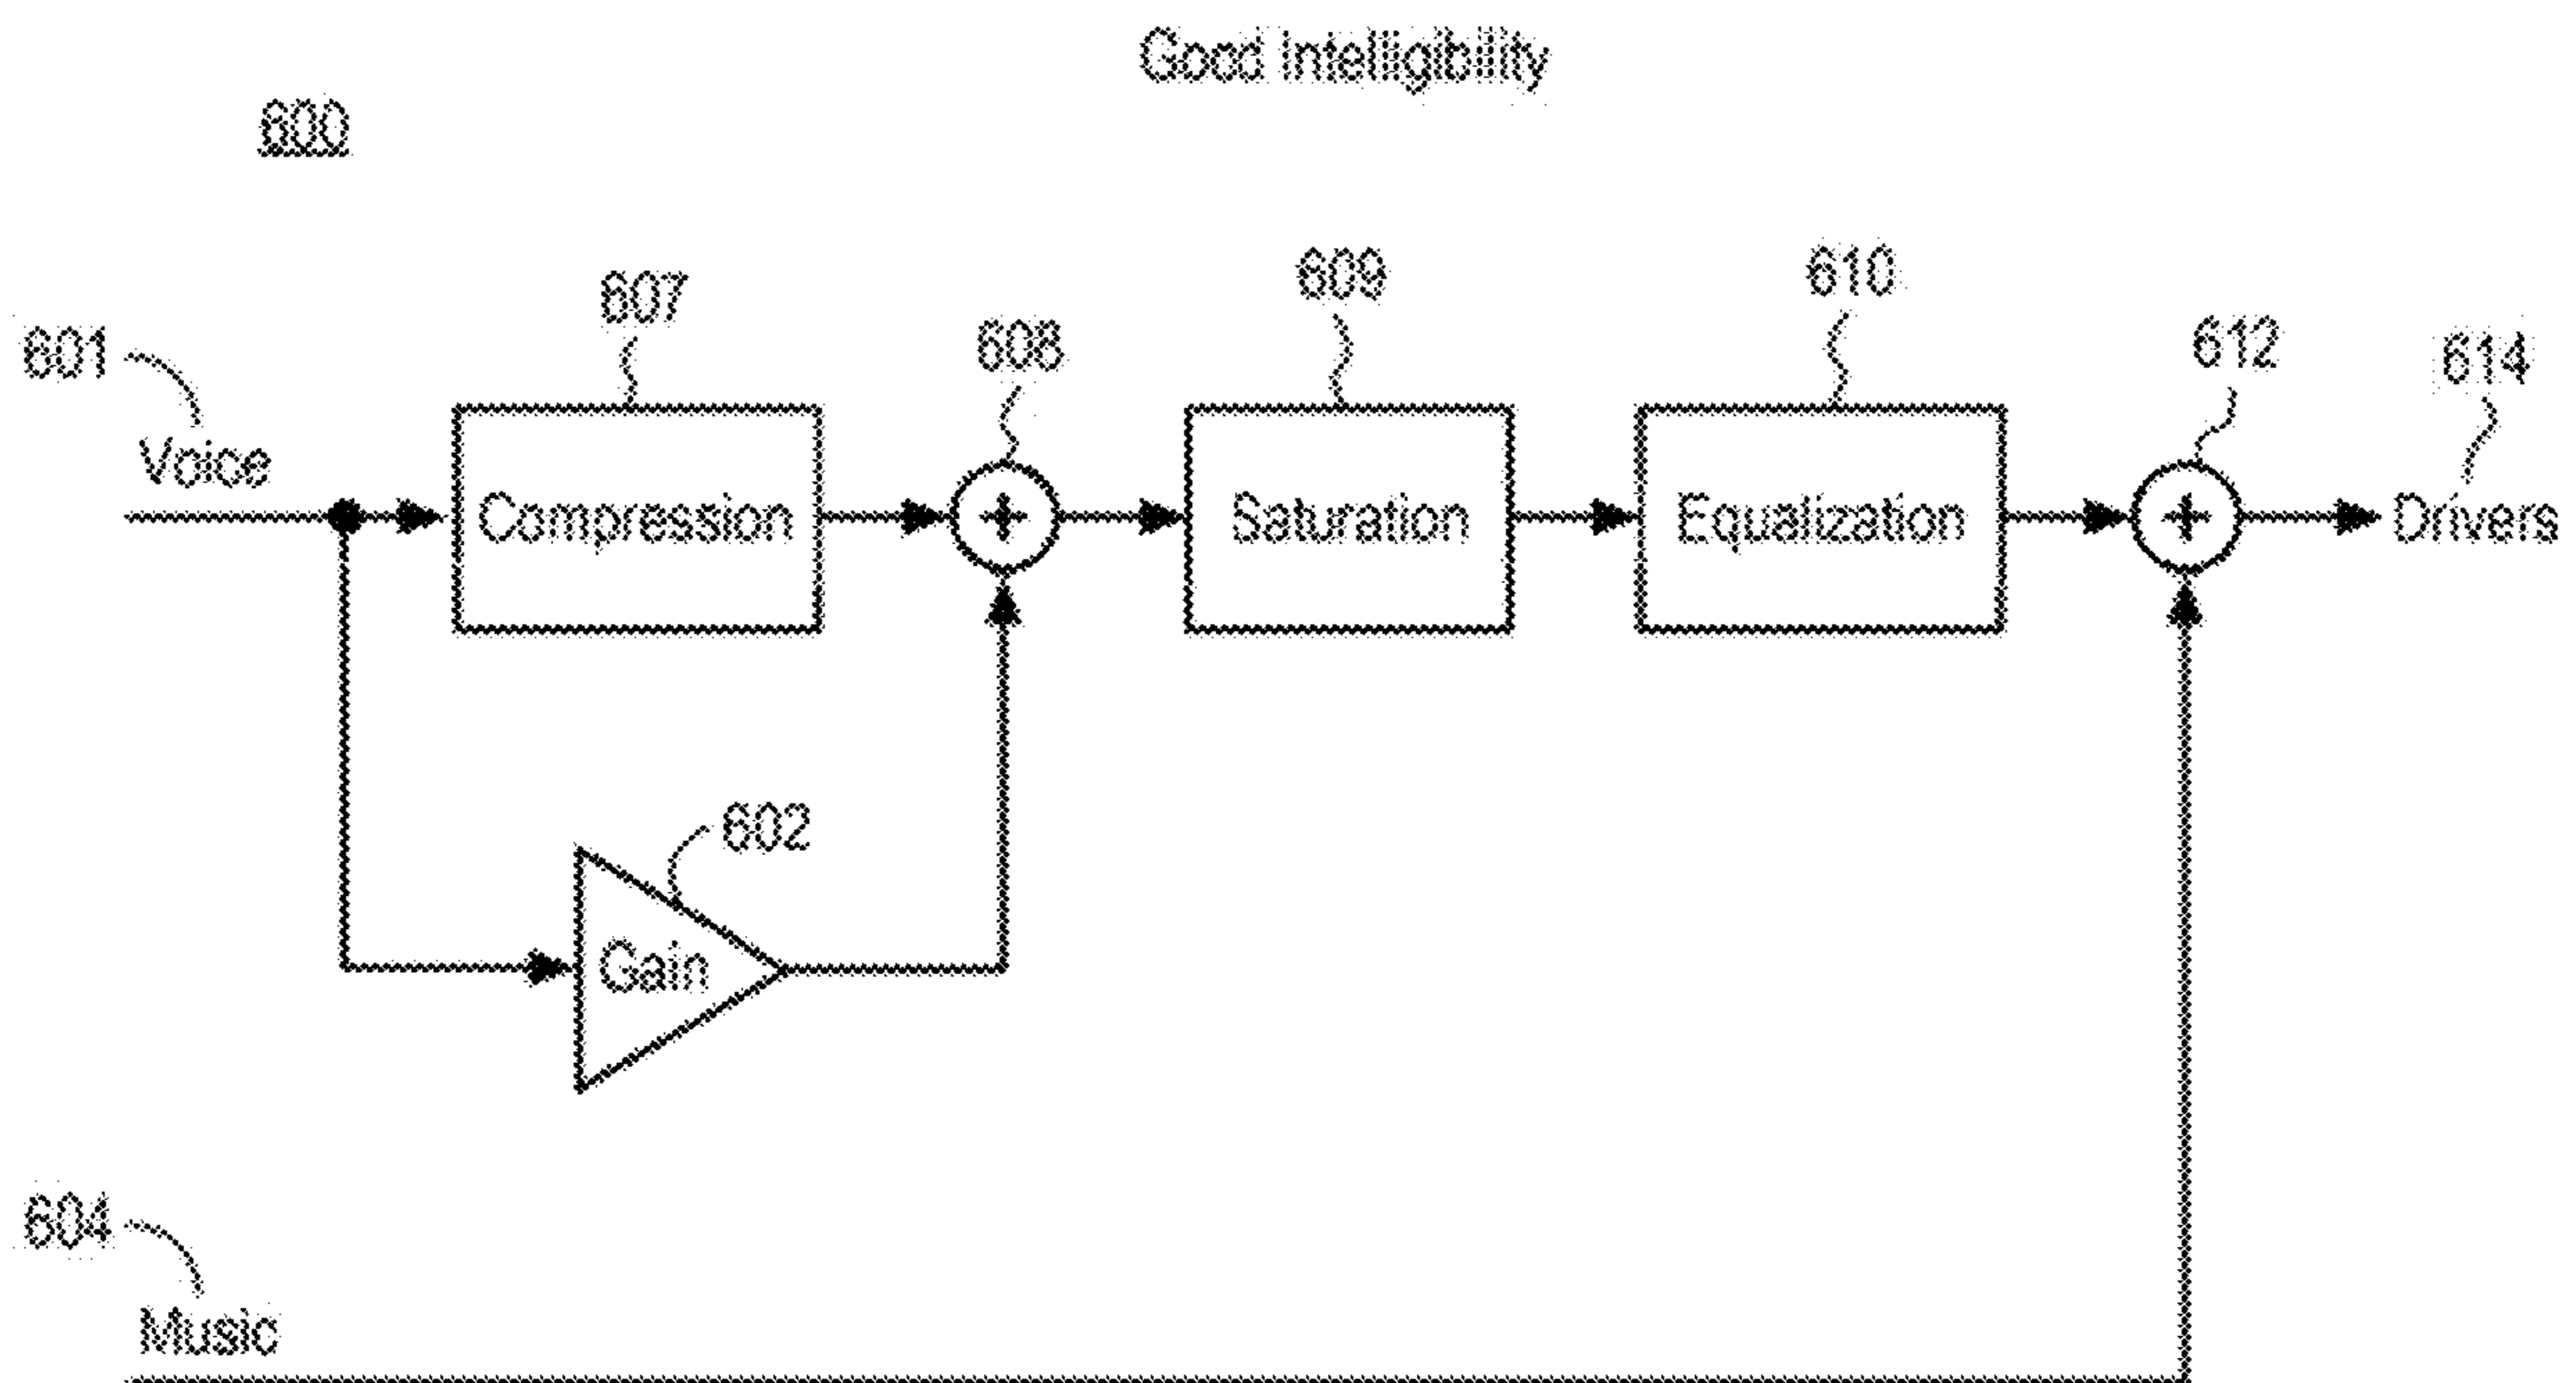 Good Intelligibility
600
607
609
610
601
608
612
614
Voice
Compression
+
Saturation
Equalization
+
Drivers
602
Gain
604
Music